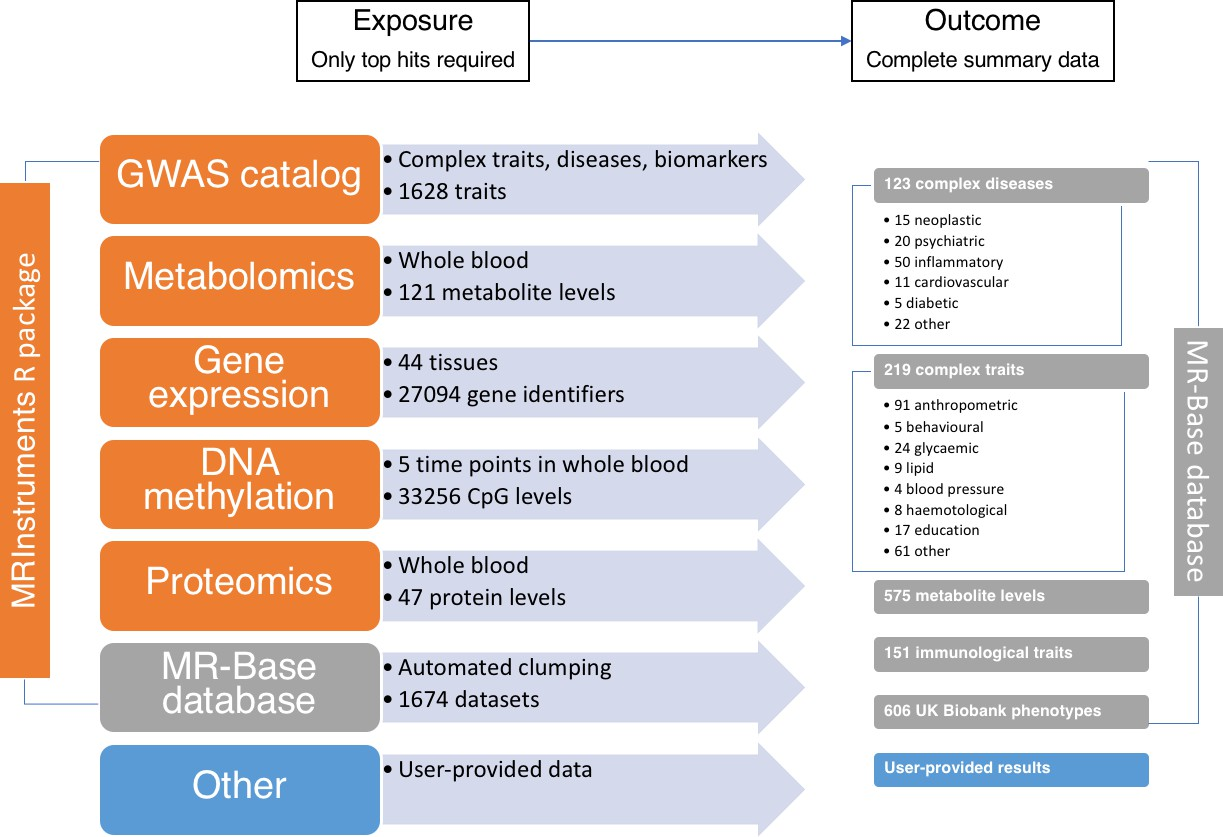 Exposure
Only top hits required
Outcome
Complete summary data
MRInstruments R package
GWAS catalog
• Complex traits, diseases, biomarkers
• 1628 traits
Metabolomics
• Whole blood
• 121 metabolite levels
Gene
expression
• 44 tissues
• 27094 gene identifiers
DNA
methylation
• 5 time points in whole blood
• 33256 CpG levels
Proteomics
• Whole blood
• 47 protein levels
MR-Base
database
• Automated clumping
• 1674 datasets
Other
• User-provided data
123 complex diseases
• 15 neoplastic
• 20 psychiatric
• 50 inflammatory
• 11 cardiovascular
• 5 diabetic
• 22 other
219 complex traits
• 91 anthropometric
• 5 behavioural
• 24 glycaemic
• 9 lipid
• 4 blood pressure
• 8 haemotological
• 17 education
• 61 other
575 metabolite levels
151 immunological traits
606 UK Biobank phenotypes
User-provided results
MR-Base database